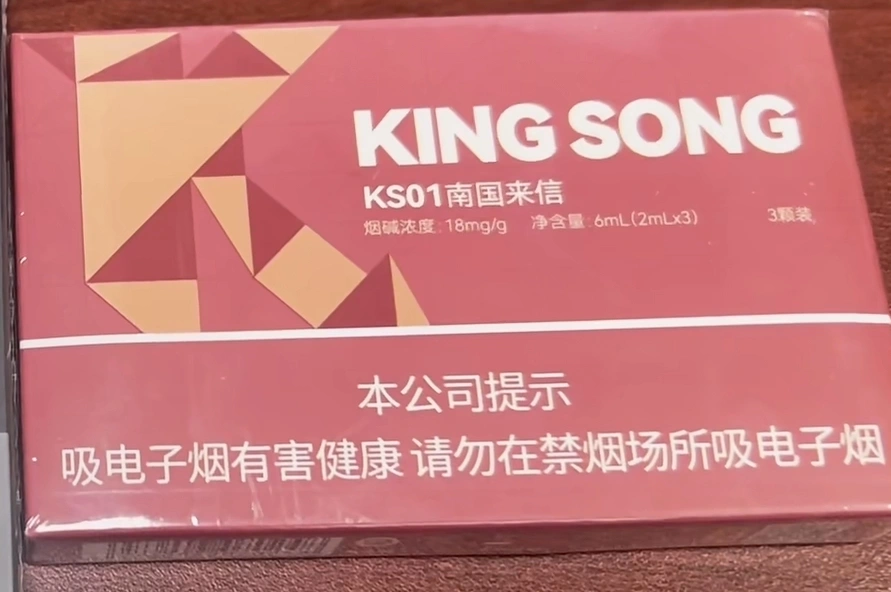 KING SONG
KS01南国来信
烟碱浓度:18mg/g 净含量:6mL(2mLx3) 3颗装
本公司提示
吸电子烟有害健康 请勿在禁烟场所吸电子烟